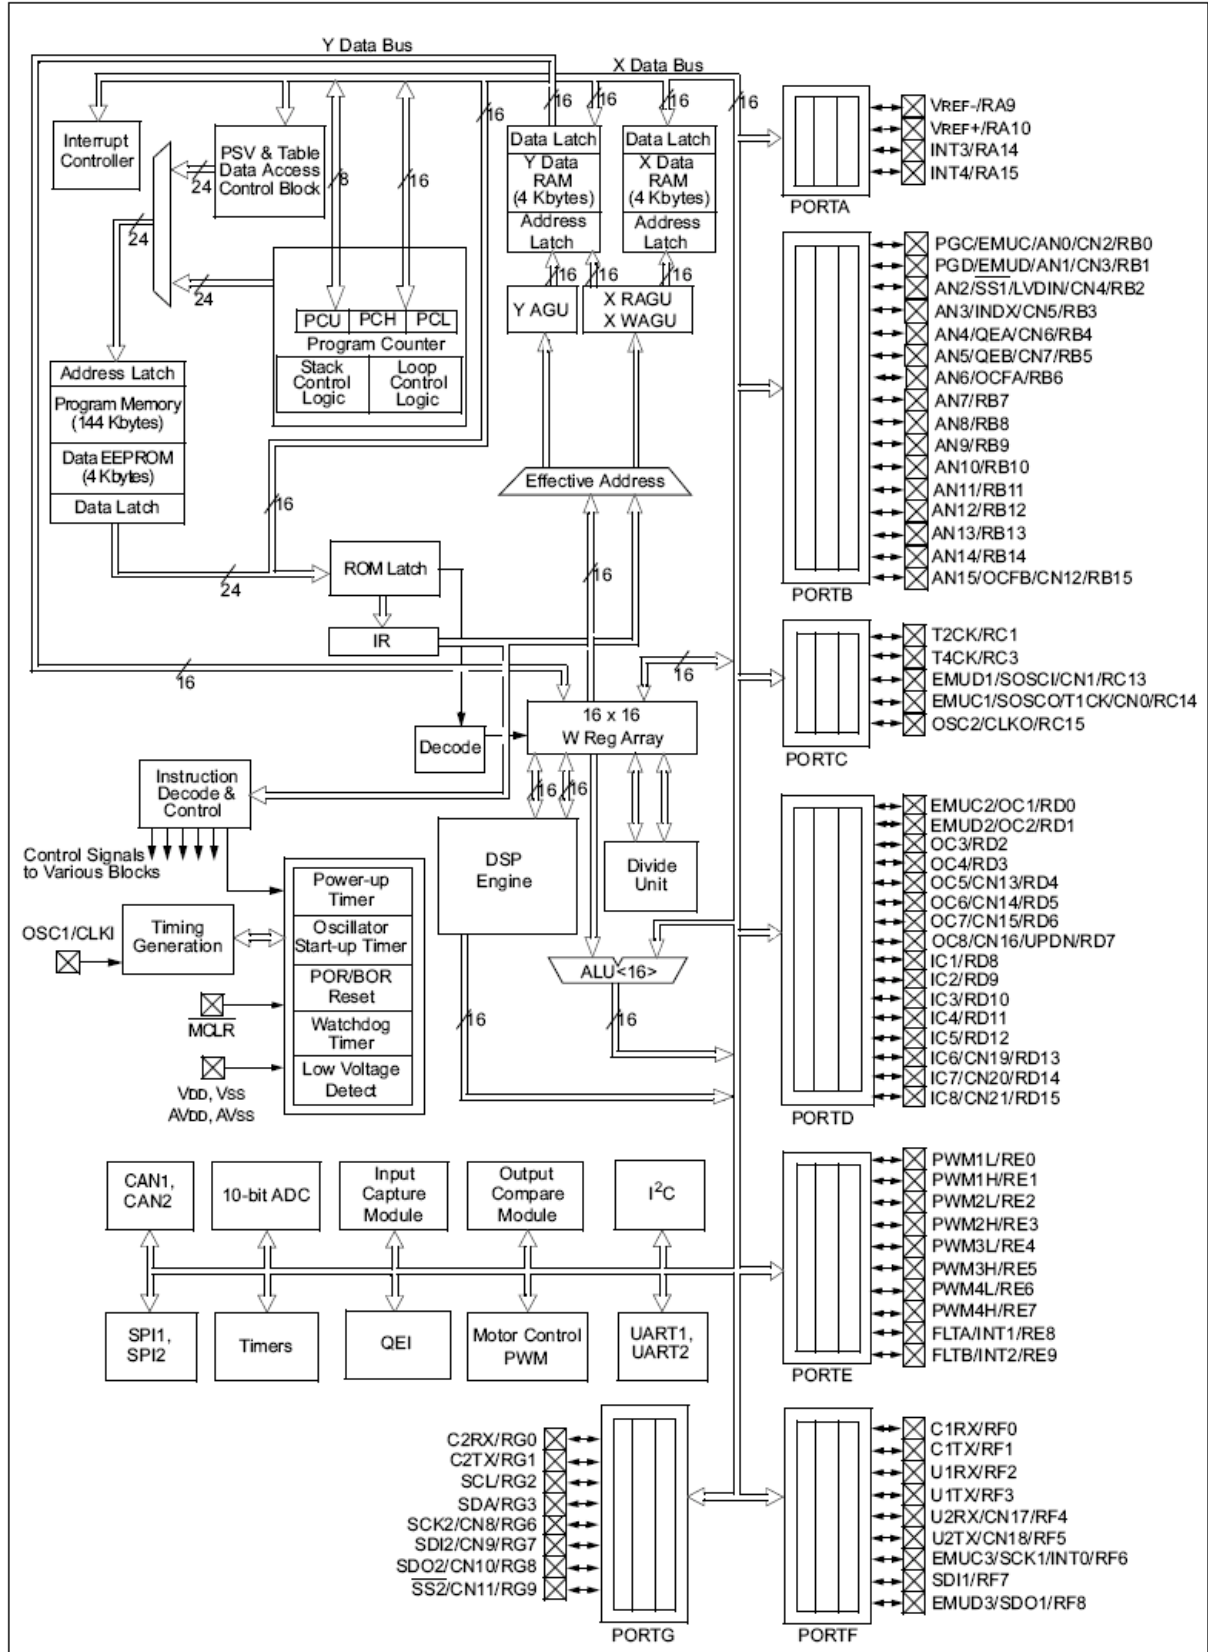 Y Data Bus
X Data Bus
16
16
16
16
16
Interrupt
Controller
PSV & Table
Data Access
Control Block
24
8
16
24
24
Data Latch
Y Data
RAM
(4 Kbytes)
Address
Latch
Data Latch
X Data
RAM
(4 Kbytes)
Address
Latch
16
16
16
Y AGU
X RAGU
X WAGU
PCU
PCH
PCL
Program Counter
Stack
Control
Logic
Loop
Control
Logic
Address Latch
Program Memory
(144 Kbytes)
Data EEPROM
(4 Kbytes)
Data Latch
Effective Address
16
24
ROM Latch
16
IR
16
16
16 x 16
W Reg Array
Decode
16
16
Instruction
Decode &
Control
Control Signals
to Various Blocks
DSP
Engine
Divide
Unit
Power-up
Timer
Oscillator
Start-up Timer
POR/BOR
Reset
Watchdog
Timer
Low Voltage
Detect
OSC1/CLKI
Timing
Generation
MCLR
VDD, VSS
AVDD, AVSS
ALU<16>
16
16
CAN1,
CAN2
10-bit ADC
Input
Capture
Module
Output
Compare
Module
I2C
SPI1,
SPI2
Timers
QEI
Motor Control
PWM
UART1,
UART2
VREF-/RA9
VREF+/RA10
INT3/RA14
INT4/RA15
PORTA
PGC/EMUC/AN0/CN2/RB0
PGD/EMUD/AN1/CN3/RB1
AN2/SS1/LVDIN/CN4/RB2
AN3/INDX/CN5/RB3
AN4/QEA/CN6/RB4
AN5/QEB/CN7/RB5
AN6/OCFA/RB6
AN7/RB7
AN8/RB8
AN9/RB9
AN10/RB10
AN11/RB11
AN12/RB12
AN13/RB13
AN14/RB14
AN15/OCFB/CN12/RB15
PORTB
T2CK/RC1
T4CK/RC3
EMUD1/SOSCI/CN1/RC13
EMUC1/SOSCO/T1CK/CN0/RC14
OSC2/CLKO/RC15
PORTC
EMUC2/OC1/RD0
EMUD2/OC2/RD1
OC3/RD2
OC4/RD3
OC5/CN13/RD4
OC6/CN14/RD5
OC7/CN15/RD6
OC8/CN16/UPDN/RD7
IC1/RD8
IC2/RD9
IC3/RD10
IC4/RD11
IC5/RD12
IC6/CN19/RD13
IC7/CN20/RD14
IC8/CN21/RD15
PORTD
PWM1L/RE0
PWM1H/RE1
PWM2L/RE2
PWM2H/RE3
PWM3L/RE4
PWM3H/RE5
PWM4L/RE6
PWM4H/RE7
FLTA/INT1/RE8
FLTB/INT2/RE9
PORTE
C2RX/RG0
C2TX/RG1
SCL/RG2
SDA/RG3
SCK2/CN8/RG6
SDI2/CN9/RG7
SDO2/CN10/RG8
SS2/CN11/RG9
PORTG
C1RX/RF0
C1TX/RF1
U1RX/RF2
U1TX/RF3
U2RX/CN17/RF4
U2TX/CN18/RF5
EMUC3/SCK1/INT0/RF6
SDI1/RF7
EMUD3/SDO1/RF8
PORTF